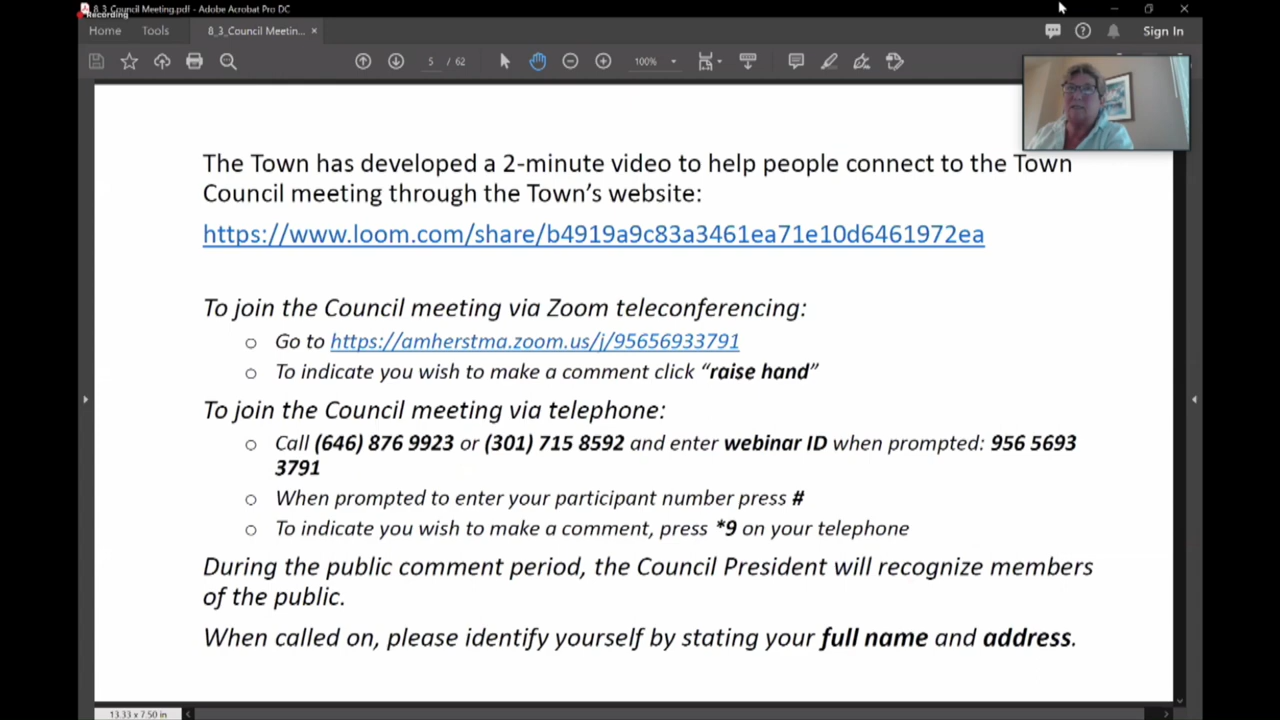 8_3_Council Meeting.pdf - Adobe Acrobat Pro DC
Recording
Home Tools 8_3_Council Meetin... × Sign In
5 / 62 100%
The Town has developed a 2-minute video to help people connect to the Town
Council meeting through the Town's website:
https://www.loom.com/share/b4919a9c83a3461ea71e10d6461972ea
To join the Council meeting via Zoom teleconferencing:
○ Go to https://amherstma.zoom.us/j/95656933791
○ To indicate you wish to make a comment click “raise hand”
To join the Council meeting via telephone:
○ Call (646) 876 9923 or (301) 715 8592 and enter webinar ID when prompted: 956 5693
3791
○ When prompted to enter your participant number press #
○ To indicate you wish to make a comment, press *9 on your telephone
During the public comment period, the Council President will recognize members
of the public.
When called on, please identify yourself by stating your full name and address.
13.33 x 7.50 in